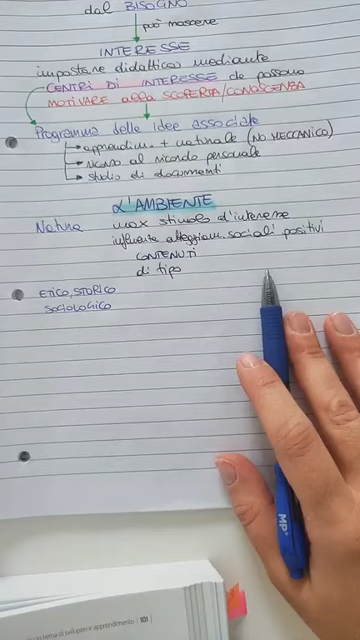 dal BISOGNO
può nascere
INTERESSE
impostare didattica mediante
CENTRI DI INTERESSE che possono
MOTIVARE alla SCOPERTA/CONOSCENZA
Programma delle idee associate
apprendim. + naturale (NO MECCANICO)
ricorso al ricordo personale
studio di documenti
L'AMBIENTE
Natura max stimolo d'interesse
influenza atteggiam. sociali positivi
CONTENUTI
di tipo
ETICO, STORICO
SOCIOLOGICO
MP
in tema di sviluppo e apprendimento | 101